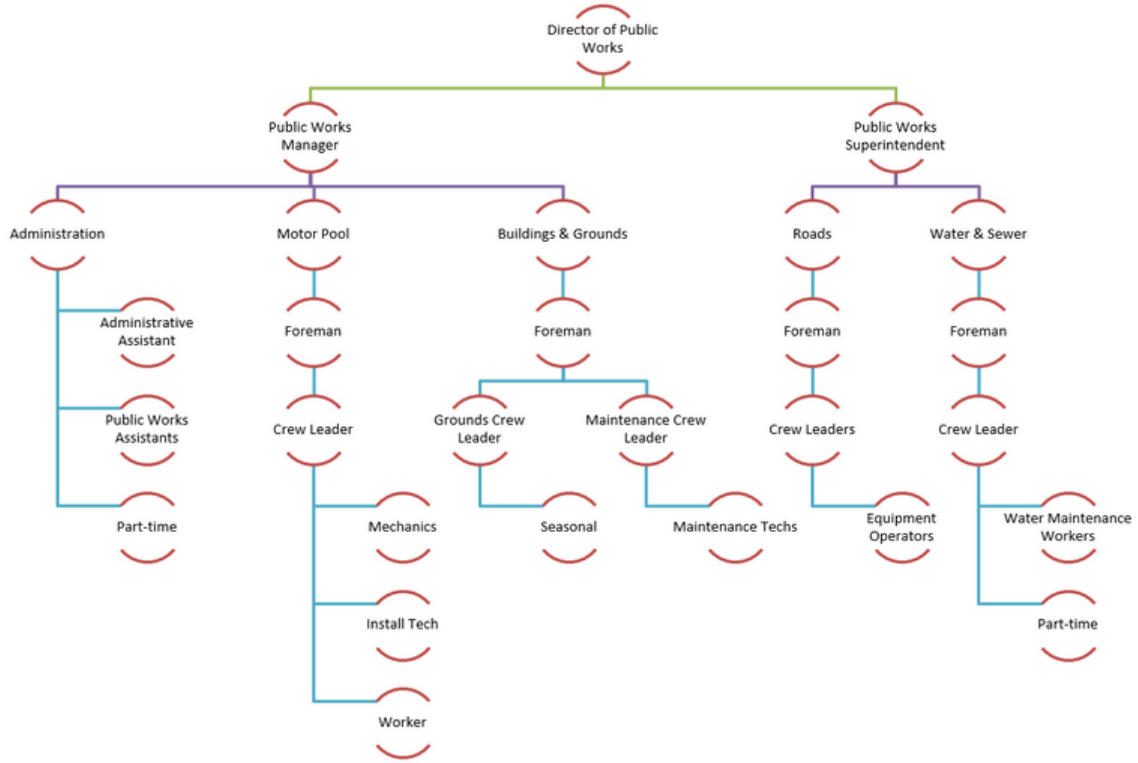 Director of Public
Works
Public Works
Manager
Public Works
Superintendent
Administration
Motor Pool
Buildings & Grounds
Roads
Water & Sewer
Administrative
Assistant
Foreman
Foreman
Foreman
Foreman
Public Works
Assistants
Crew Leader
Grounds Crew
Leader
Maintenance Crew
Leader
Crew Leaders
Crew Leader
Part-time
Mechanics
Seasonal
Maintenance Techs
Equipment
Operators
Water Maintenance
Workers
Install Tech
Part-time
Worker